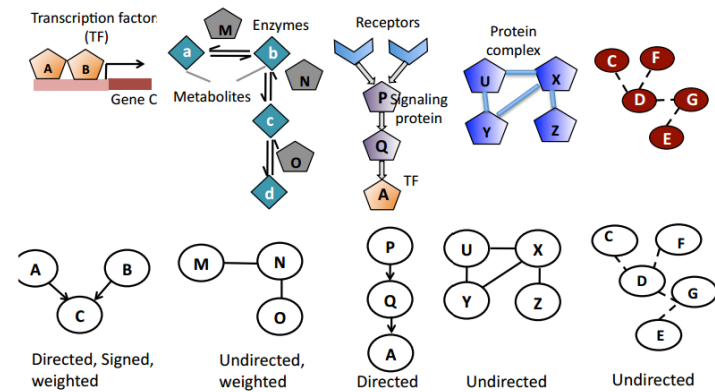 Transcription factor
(TF)
A B
Gene C
Enzymes
M
a b
N
Metabolites
c
O
d
Receptors
P Signaling
protein
Q
A TF
Protein
complex
U X
Y Z
C F
D G
E
A B
C
Directed, Signed,
weighted
M N
O
Undirected,
weighted
P
Q
A
Directed
U X
Y Z
Undirected
C F
D G
E
Undirected